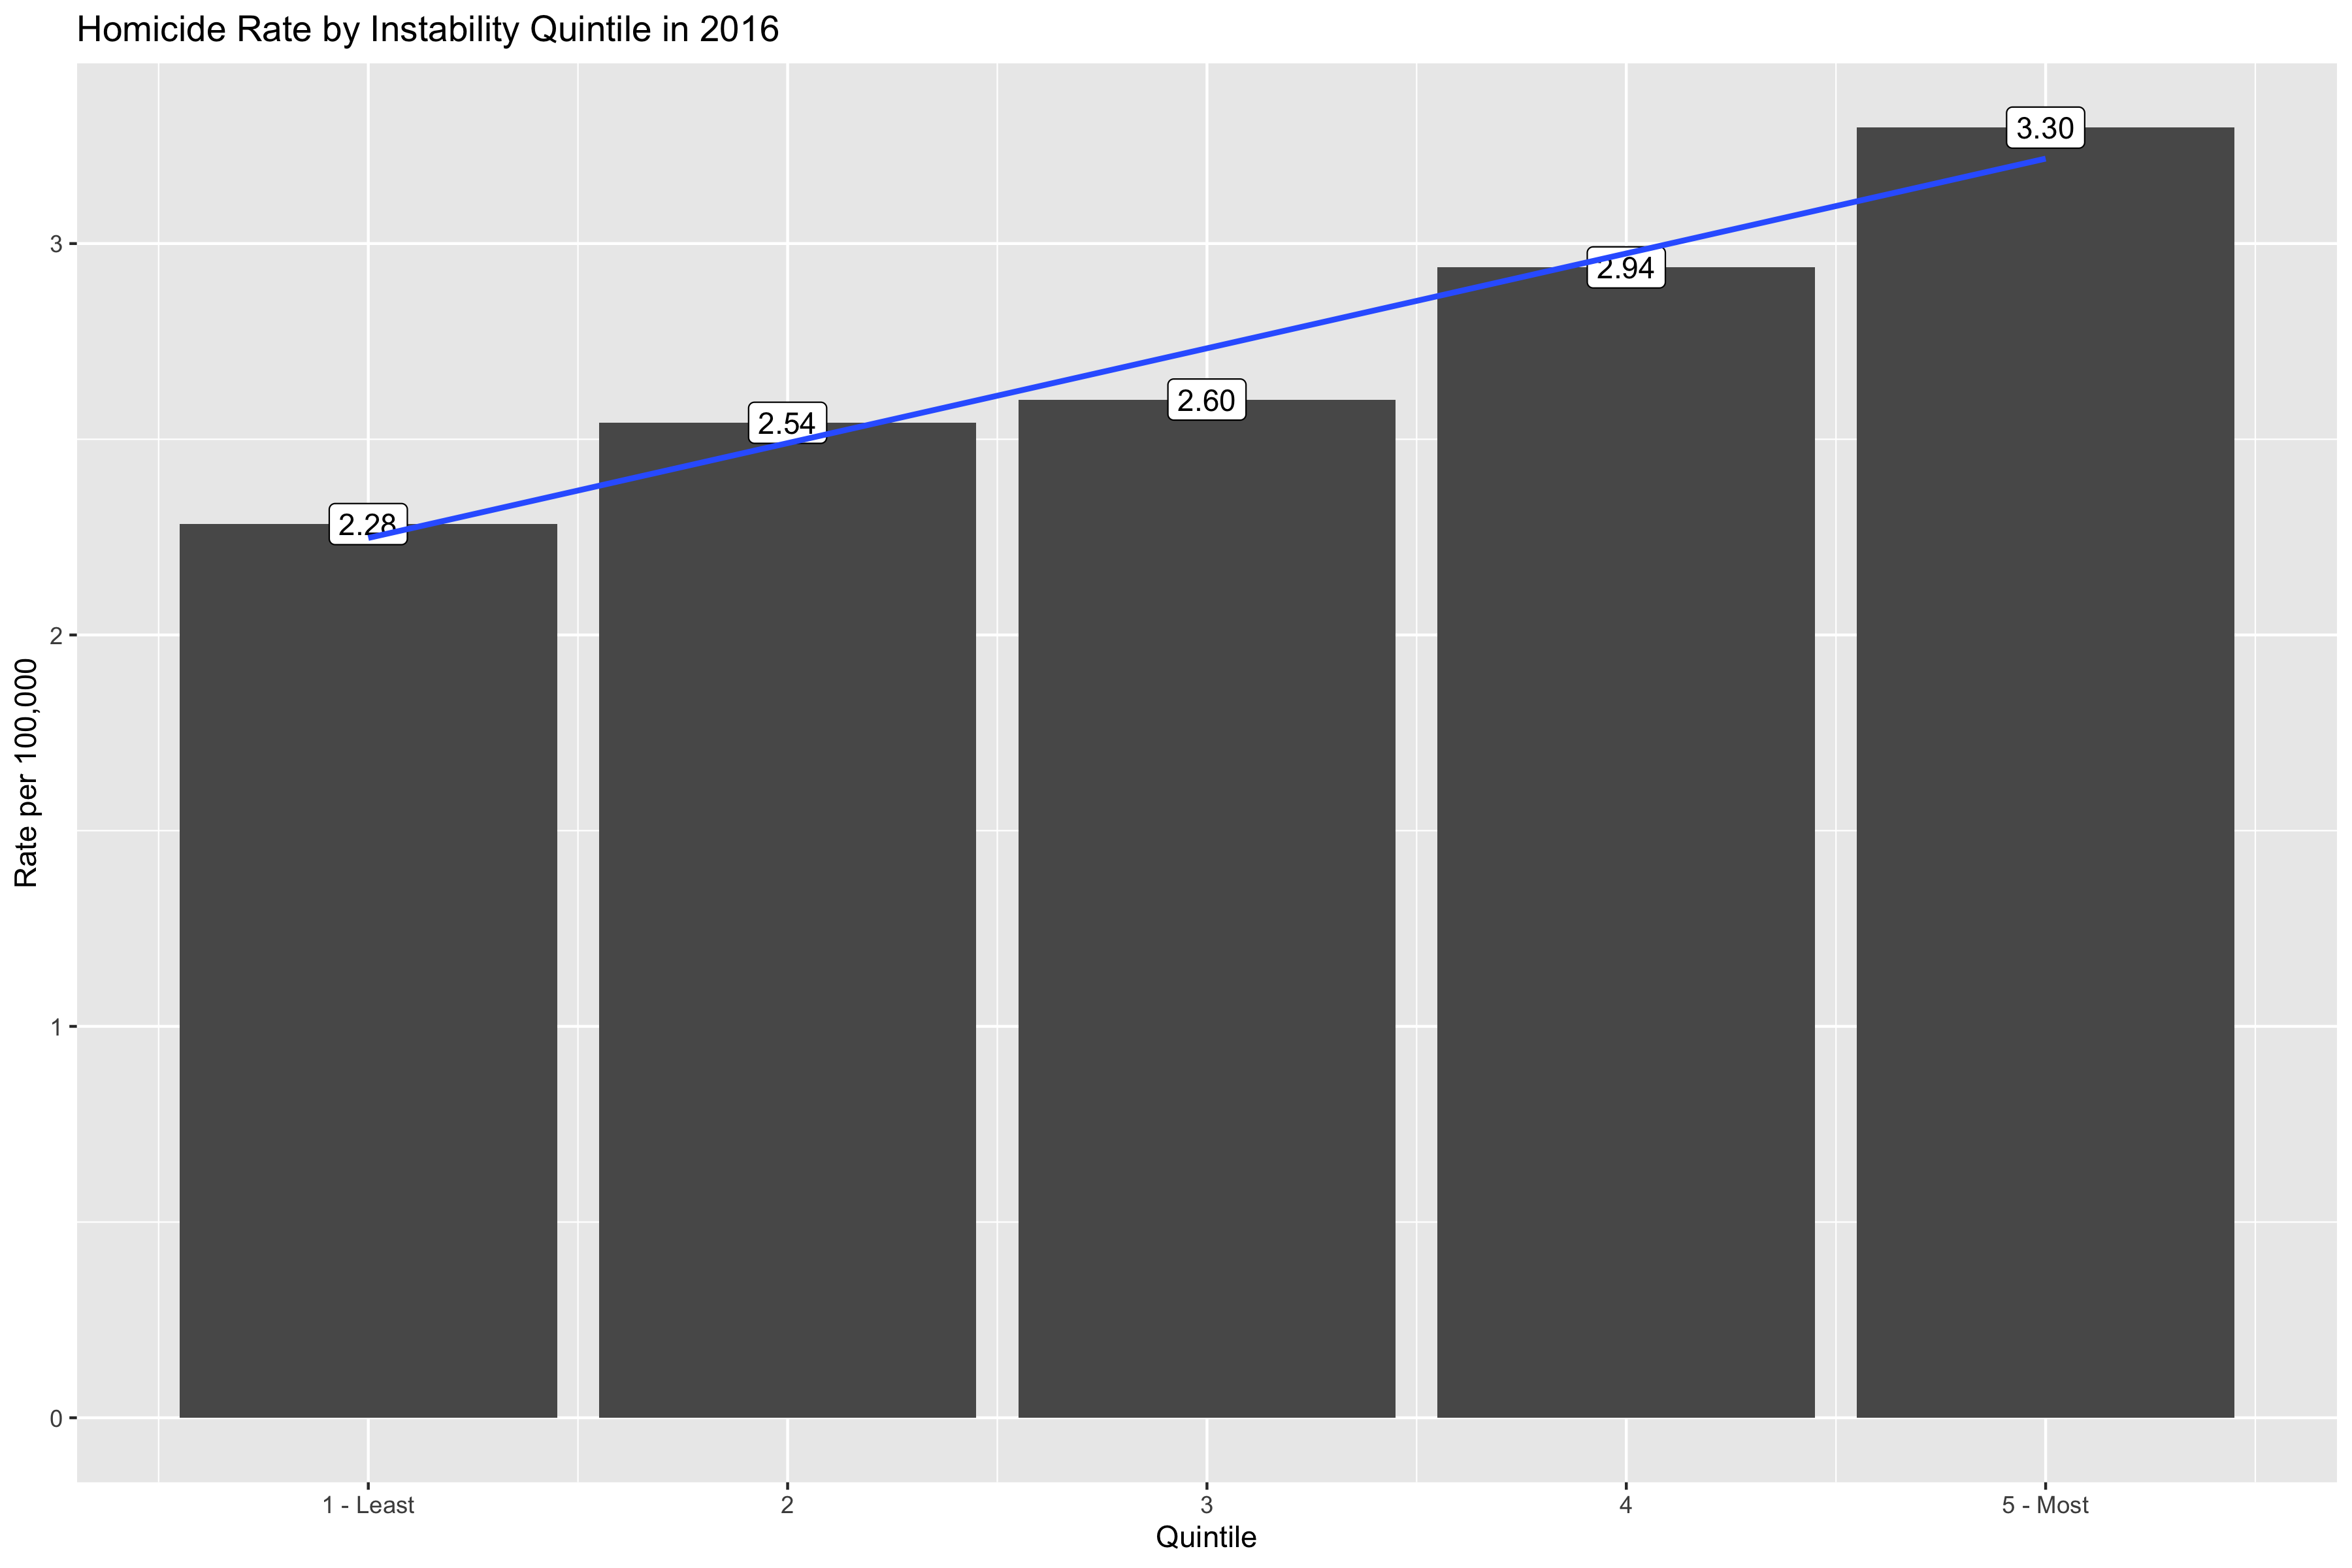 Homicide Rate by Instability Quintile in 2016
3.30
3
2.94
2.60
2.54
2.28
2
Rate per 100,000
1
0
1 - Least 2 3 4 5 - Most
Quintile